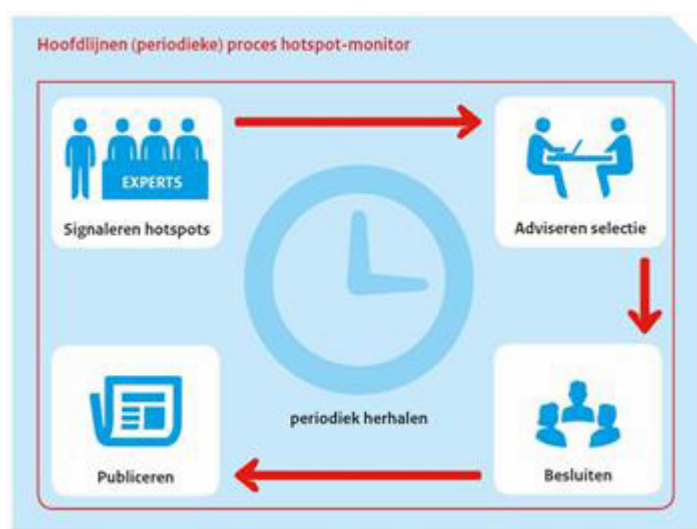 Hoofdlijnen (periodieke) proces hotspot-monitor
EXPERTS
Signaleren hotspots
Adviseren selectie
periodiek herhalen
Publiceren
Besluiten